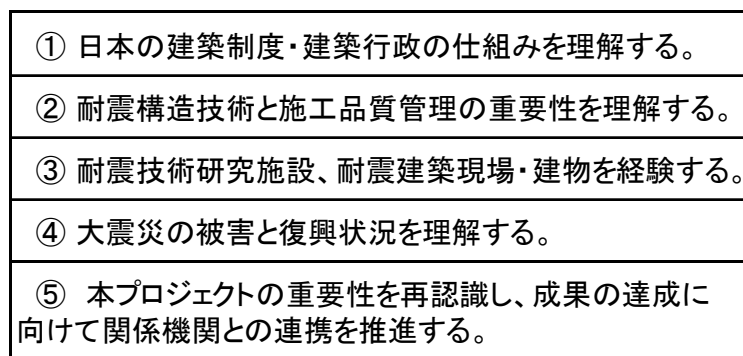 ① 日本の建築制度・建築行政の仕組みを理解する。
② 耐震構造技術と施工品質管理の重要性を理解する。
③ 耐震技術研究施設、耐震建築現場・建物を経験する。
④ 大震災の被害と復興状況を理解する。
⑤　本プロジェクトの重要性を再認識し、成果の達成に
向けて関係機関との連携を推進する。